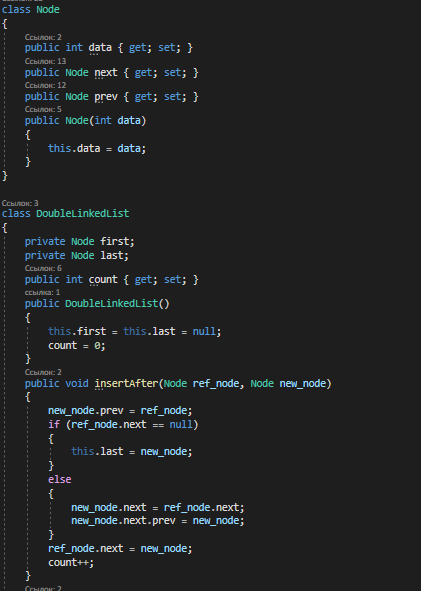 class Node
{
Ссылок: 2
public int data { get; set; }
Ссылок: 13
public Node next { get; set; }
Ссылок: 12
public Node prev { get; set; }
Ссылок: 5
public Node(int data)
{
this.data = data;
}
}
Ссылок: 3
class DoubleLinkedList
{
private Node first;
private Node last;
Ссылок: 6
public int count { get; set; }
ссылка: 1
public DoubleLinkedList()
{
this.first = this.last = null;
count = 0;
}
Ссылок: 2
public void insertAfter(Node ref_node, Node new_node)
{
new_node.prev = ref_node;
if (ref_node.next == null)
{
this.last = new_node;
}
else
{
new_node.next = ref_node.next;
new_node.next.prev = new_node;
}
ref_node.next = new_node;
count++;
}
Ссылок: 2